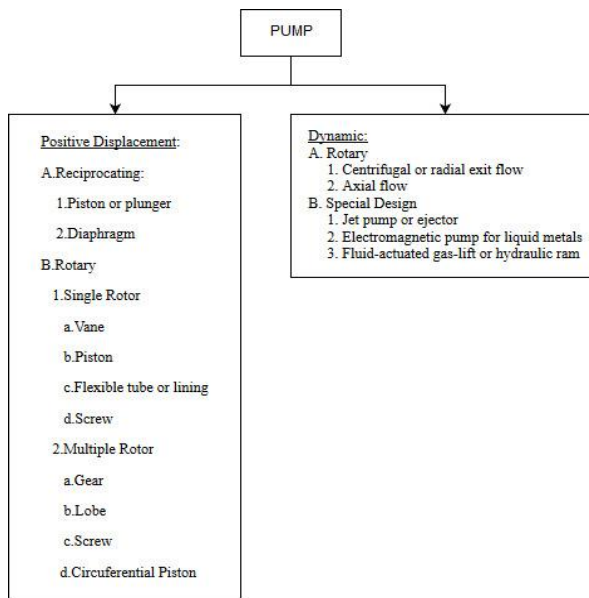 PUMP
Positive Displacement:
A.Reciprocating:
1.Piston or plunger
2.Diaphragm
B.Rotary
1.Single Rotor
a.Vane
b.Piston
c.Flexible tube or lining
d.Screw
2.Multiple Rotor
a.Gear
b.Lobe
c.Screw
d.Circuferential Piston
Dynamic:
A. Rotary
1. Centrifugal or radial exit flow
2. Axial flow
B. Special Design
1. Jet pump or ejector
2. Electromagnetic pump for liquid metals
3. Fluid-actuated gas-lift or hydraulic ram